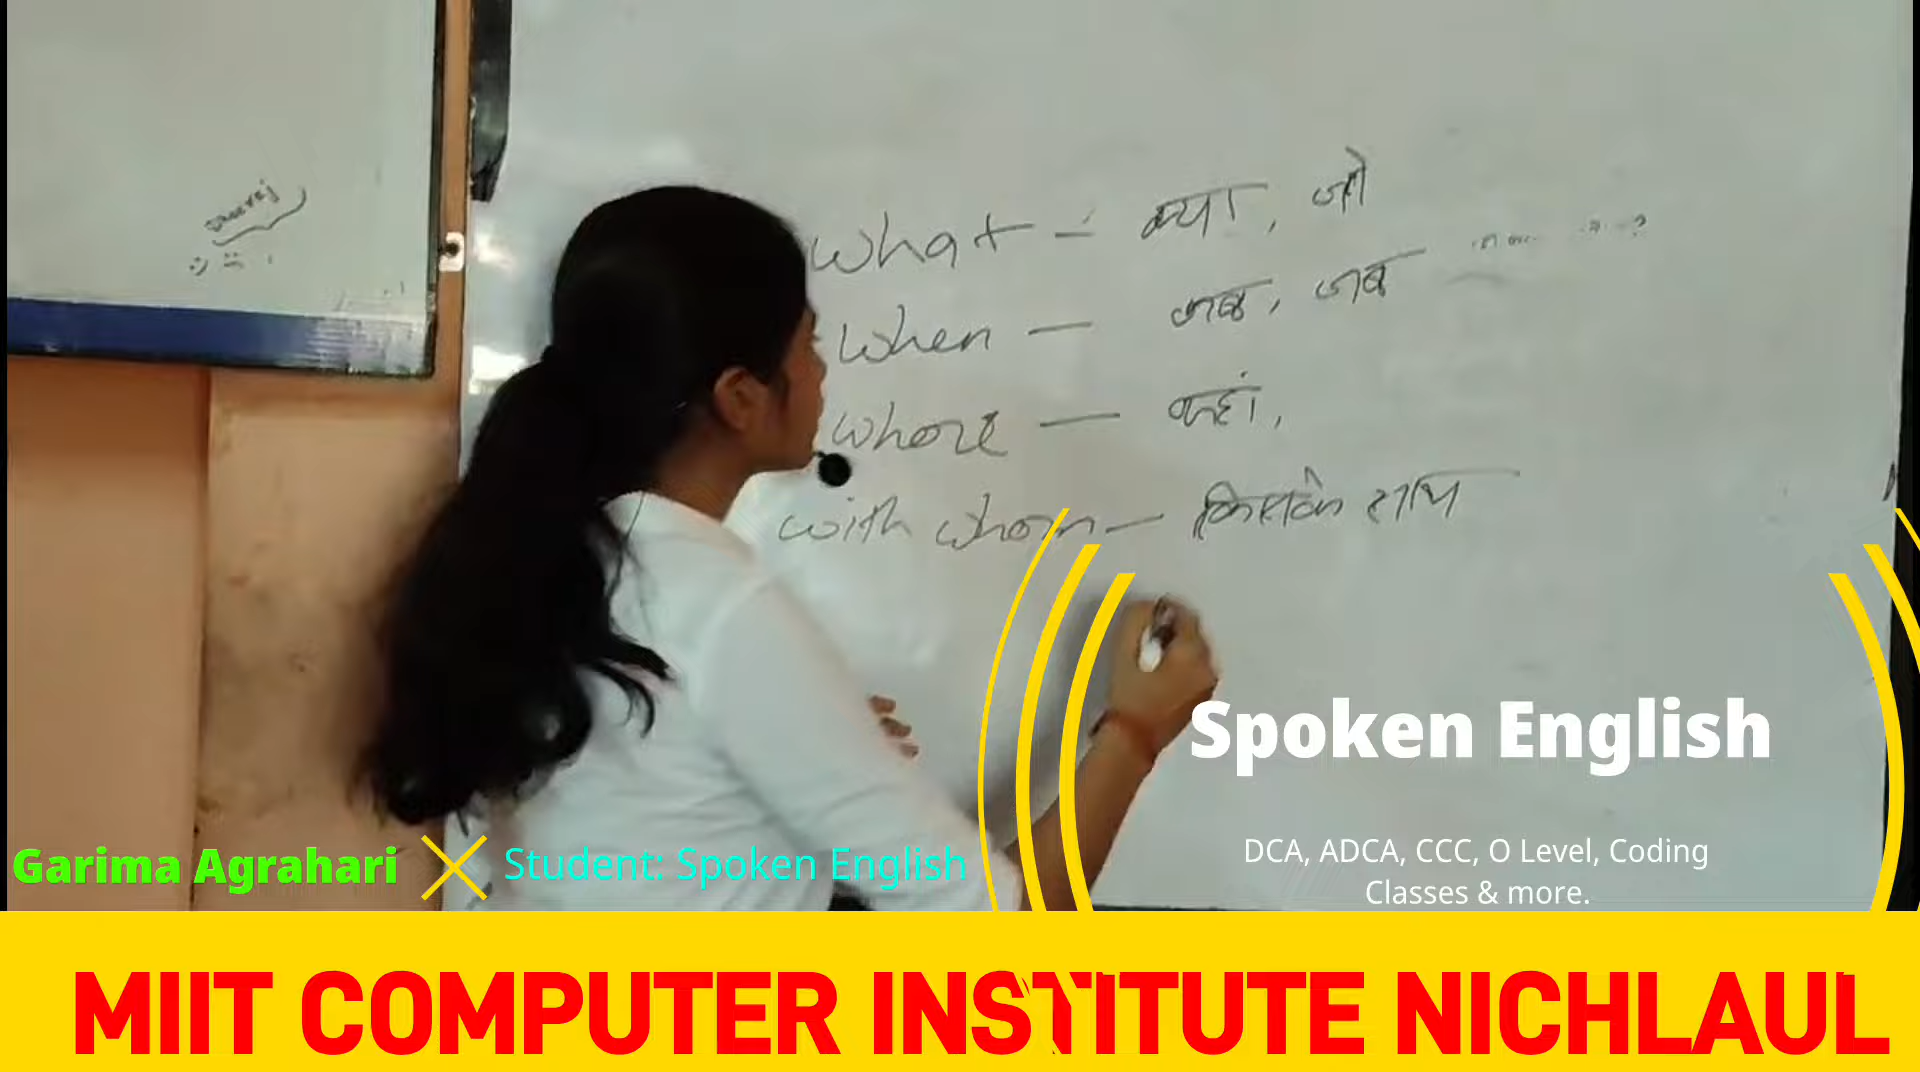 What - क्या, जो
When - कब, जब
Where - कहां,
with whom - किसके साथ
Spoken English
DCA, ADCA, CCC, O Level, Coding
Classes & more.
Garima Agrahari
Student: Spoken English
MIIT COMPUTER INSTITUTE NICHLAUL